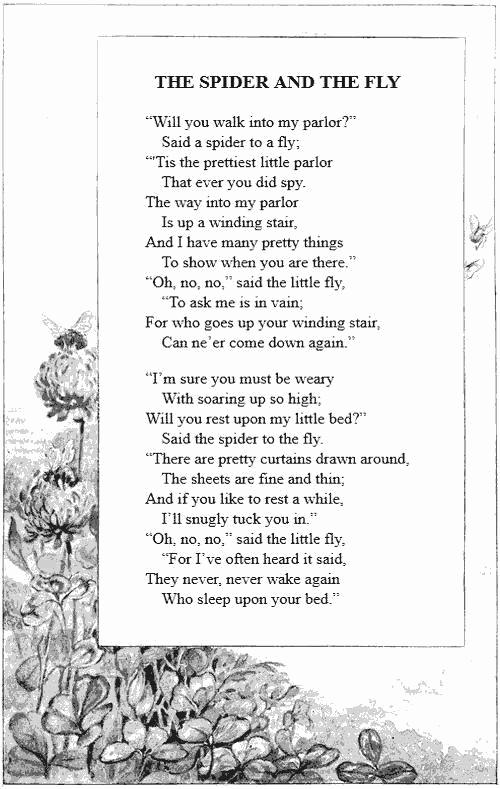 THE SPIDER AND THE FLY
“Will you walk into my parlor?”
Said a spider to a fly;
“'Tis the prettiest little parlor
That ever you did spy.
The way into my parlor
Is up a winding stair,
And I have many pretty things
To show when you are there.”
“Oh, no, no,” said the little fly,
“To ask me is in vain;
For who goes up your winding stair,
Can ne’er come down again.”
“I’m sure you must be weary
With soaring up so high;
Will you rest upon my little bed?”
Said the spider to the fly.
“There are pretty curtains drawn around,
The sheets are fine and thin;
And if you like to rest a while,
I’ll snugly tuck you in.”
“Oh, no, no,” said the little fly,
“For I’ve often heard it said,
They never, never wake again
Who sleep upon your bed.”